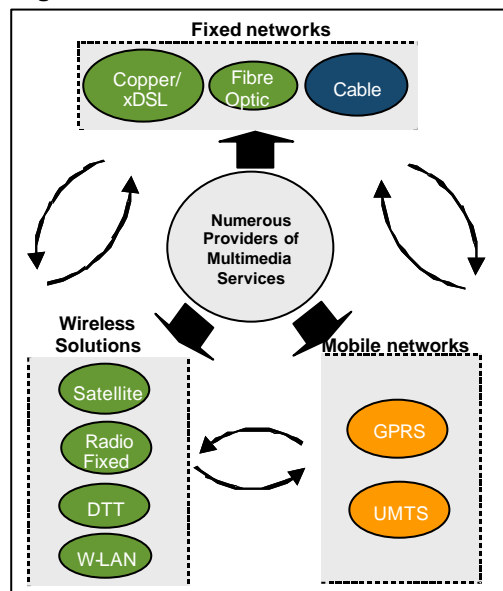 Fixed networks
Copper/
xDSL
Fibre
Optic
Cable
Numerous
Providers of
Multimedia
Services
Wireless
Solutions
Satellite
Radio
Fixed
DTT
W-LAN
Mobile networks
GPRS
UMTS